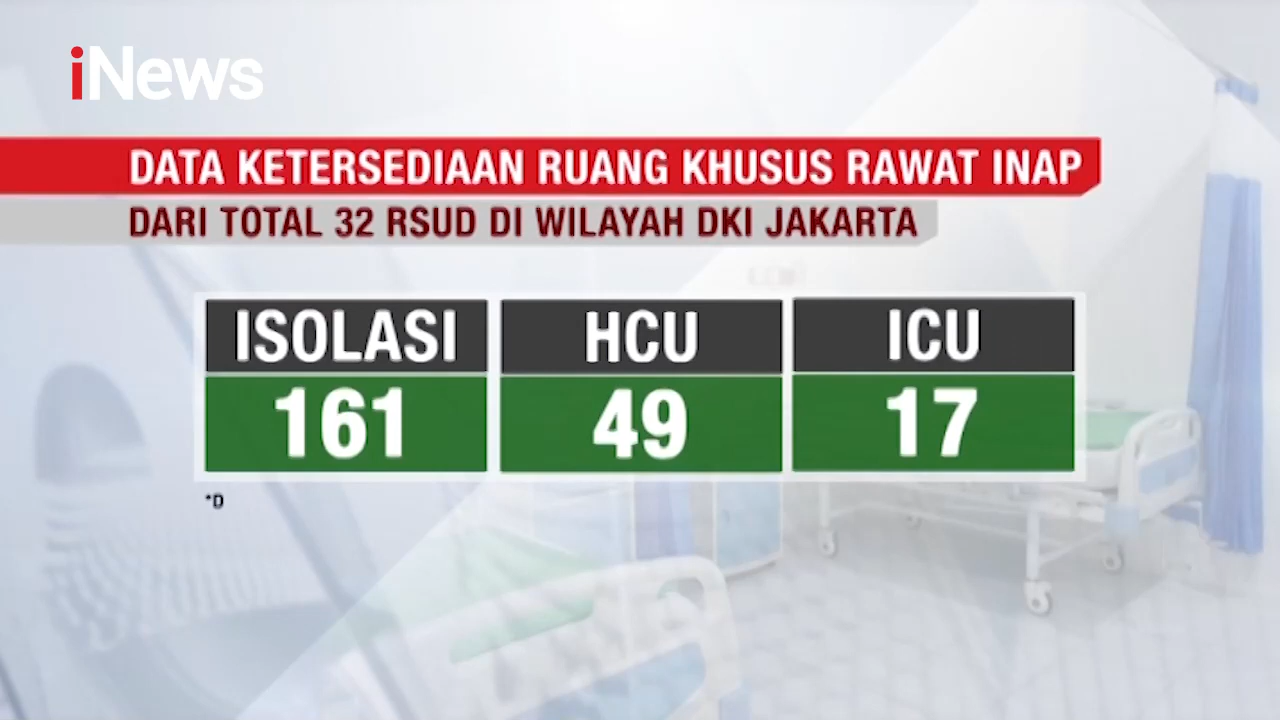 iNews
DATA KETERSEDIAAN RUANG KHUSUS RAWAT INAP
DARI TOTAL 32 RSUD DI WILAYAH DKI JAKARTA
ISOLASI HCU ICU
161 49 17
*D